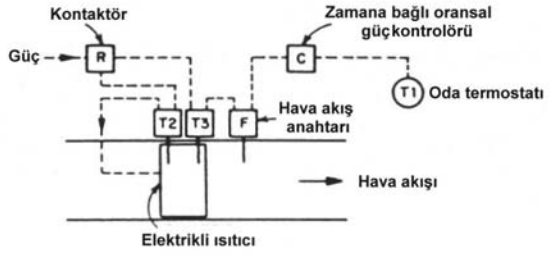 Kontaktör
Zamana bağlı oransal
güçkontrolörü
Güç
R
C
T1
Oda termostatı
T2
T3
F
Hava akış
anahtarı
Hava akışı
Elektrikli ısıtıcı